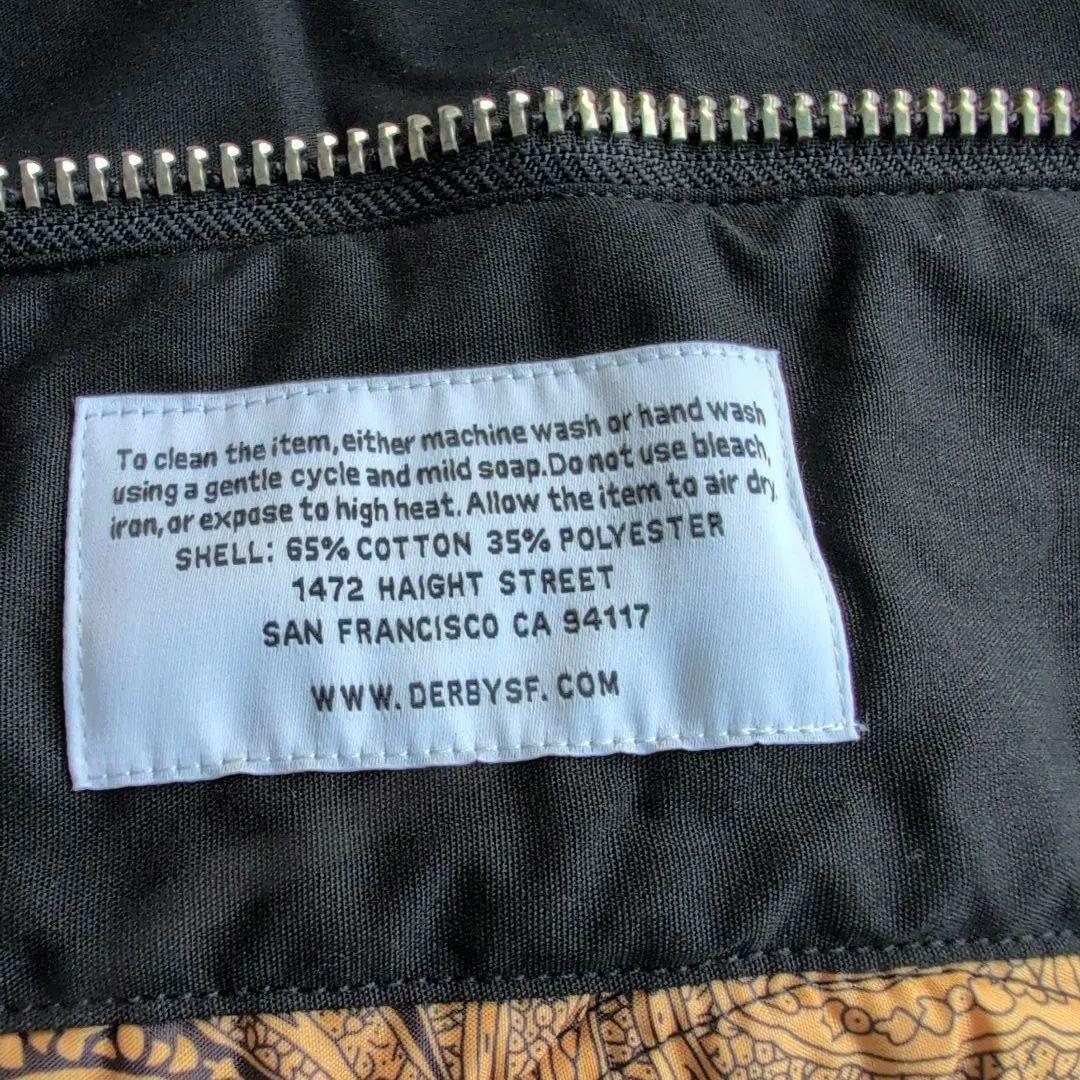 To clean the item, either machine wash or hand wash
using a gentle cycle and mild soap.Do not use bleach,
iron, or expose to high heat. Allow the item to air dry.
SHELL: 65% COTTON 35% POLYESTER
1472 HAIGHT STREET
SAN FRANCISCO CA 94117
WWW.DERBYSF.COM